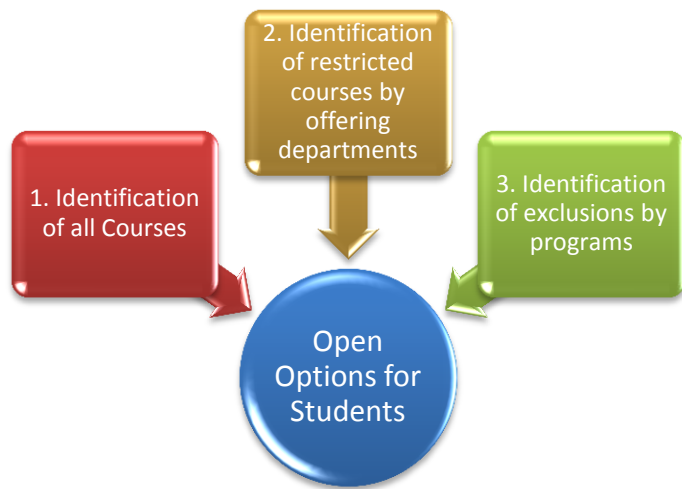 1. Identification
of all Courses
2. Identification
of restricted
courses by
offering
departments
3. Identification
of exclusions by
programs
Open
Options for
Students